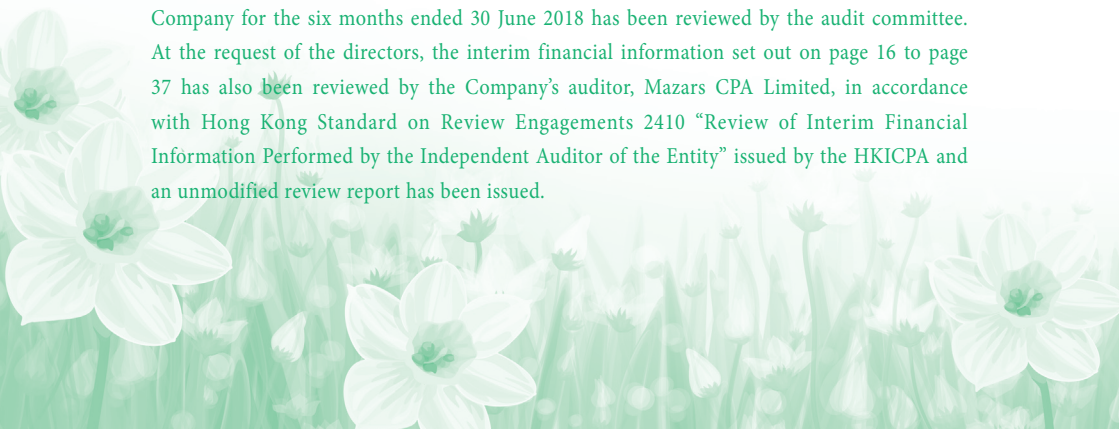 Company for the six months ended 30 June 2018 has been reviewed by the audit committee.
At the request of the directors, the interim financial information set out on page 16 to page
37 has also been reviewed by the Company’s auditor, Mazars CPA Limited, in accordance
with Hong Kong Standard on Review Engagements 2410 “Review of Interim Financial
Information Performed by the Independent Auditor of the Entity” issued by the HKICPA and
an unmodified review report has been issued.